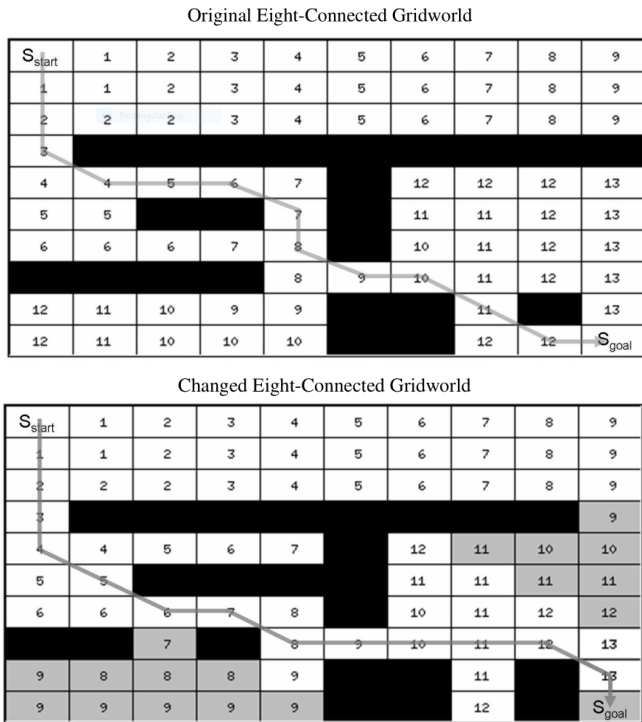 Original Eight-Connected Gridworld
Sstart 1 2 3 4 5 6 7 8 9
1 1 2 3 4 5 6 7 8 9
2 2 2 3 4 5 6 7 8 9
3
4 4 5 6 7 12 12 12 13
5 5 7 11 11 12 13
6 6 6 7 8 10 11 12 13
8 9 10 11 12 13
12 11 10 9 9 11 13
12 11 10 10 10 12 12 Sgoal
Changed Eight-Connected Gridworld
Sstart 1 2 3 4 5 6 7 8 9
1 1 2 3 4 5 6 7 8 9
2 2 2 3 4 5 6 7 8 9
3 9
4 4 5 6 7 12 11 10 10
5 5 11 11 11 11
6 6 6 7 8 10 11 12 12
7 8 9 10 11 12 13
9 8 8 8 9 11 13
9 9 9 9 9 12 Sgoal